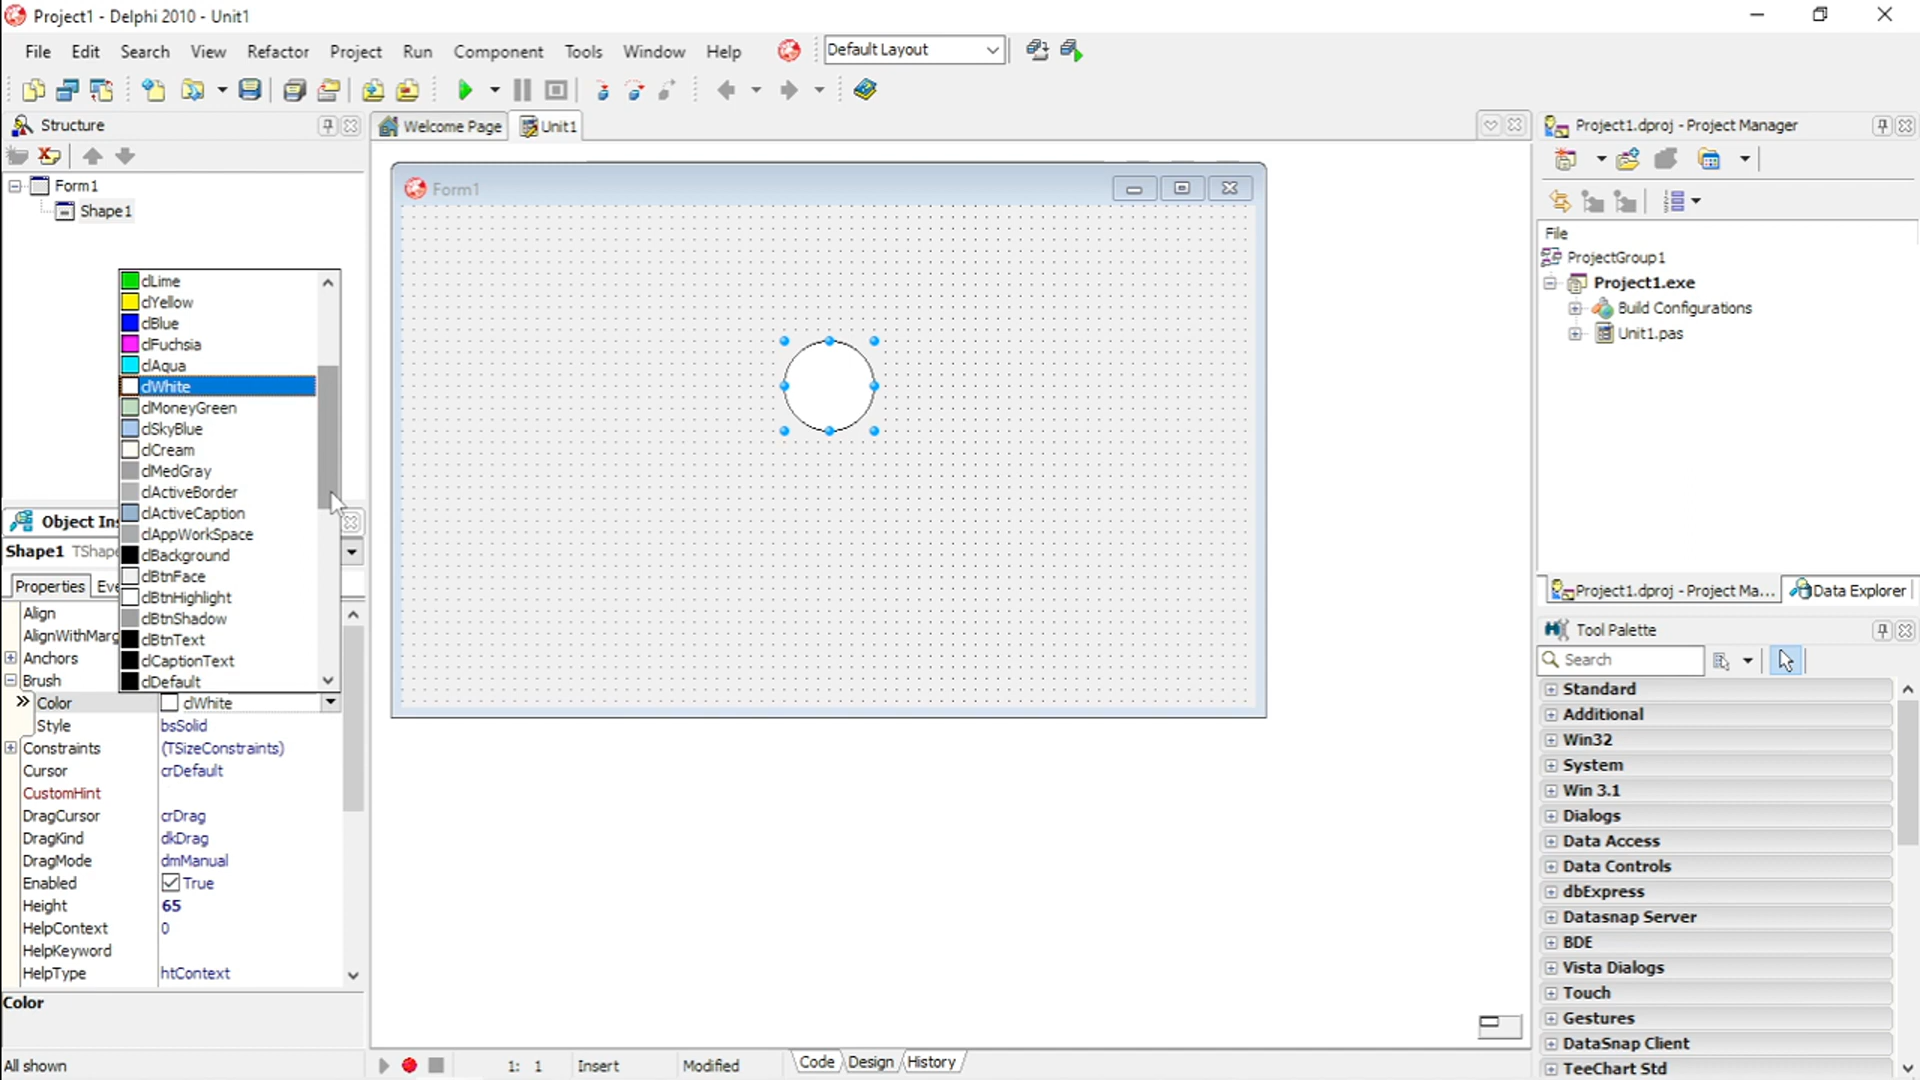 Project1 - Delphi 2010 - Unit1
File Edit Search View Refactor Project Run Component Tools Window Help Default Layout
Structure
Welcome Page Unit1
Project1.dproj - Project Manager
Form1
Shape1
Form1
File
ProjectGroup1
Project1.exe
Build Configurations
Unit1.pas
clLime
clYellow
clBlue
clFuchsia
clAqua
clWhite
clMoneyGreen
clSkyBlue
clCream
clMedGray
clActiveBorder
clActiveCaption
clAppWorkSpace
clBackground
clBtnFace
clBtnHighlight
clBtnShadow
clBtnText
clCaptionText
clDefault
Object Ins
Shape1 TShape
Properties Eve
Align
AlignWithMarg
Anchors
Brush
Color clWhite
Style bsSolid
Constraints (TSizeConstraints)
Cursor crDefault
CustomHint
DragCursor crDrag
DragKind dkDrag
DragMode dmManual
Enabled True
Height 65
HelpContext 0
HelpKeyword
HelpType htContext
Color
All shown
1: 1 Insert Modified Code Design History
Project1.dproj - Project Ma... Data Explorer
Tool Palette
Search
Standard
Additional
Win32
System
Win 3.1
Dialogs
Data Access
Data Controls
dbExpress
Datasnap Server
BDE
Vista Dialogs
Touch
Gestures
DataSnap Client
TeeChart Std